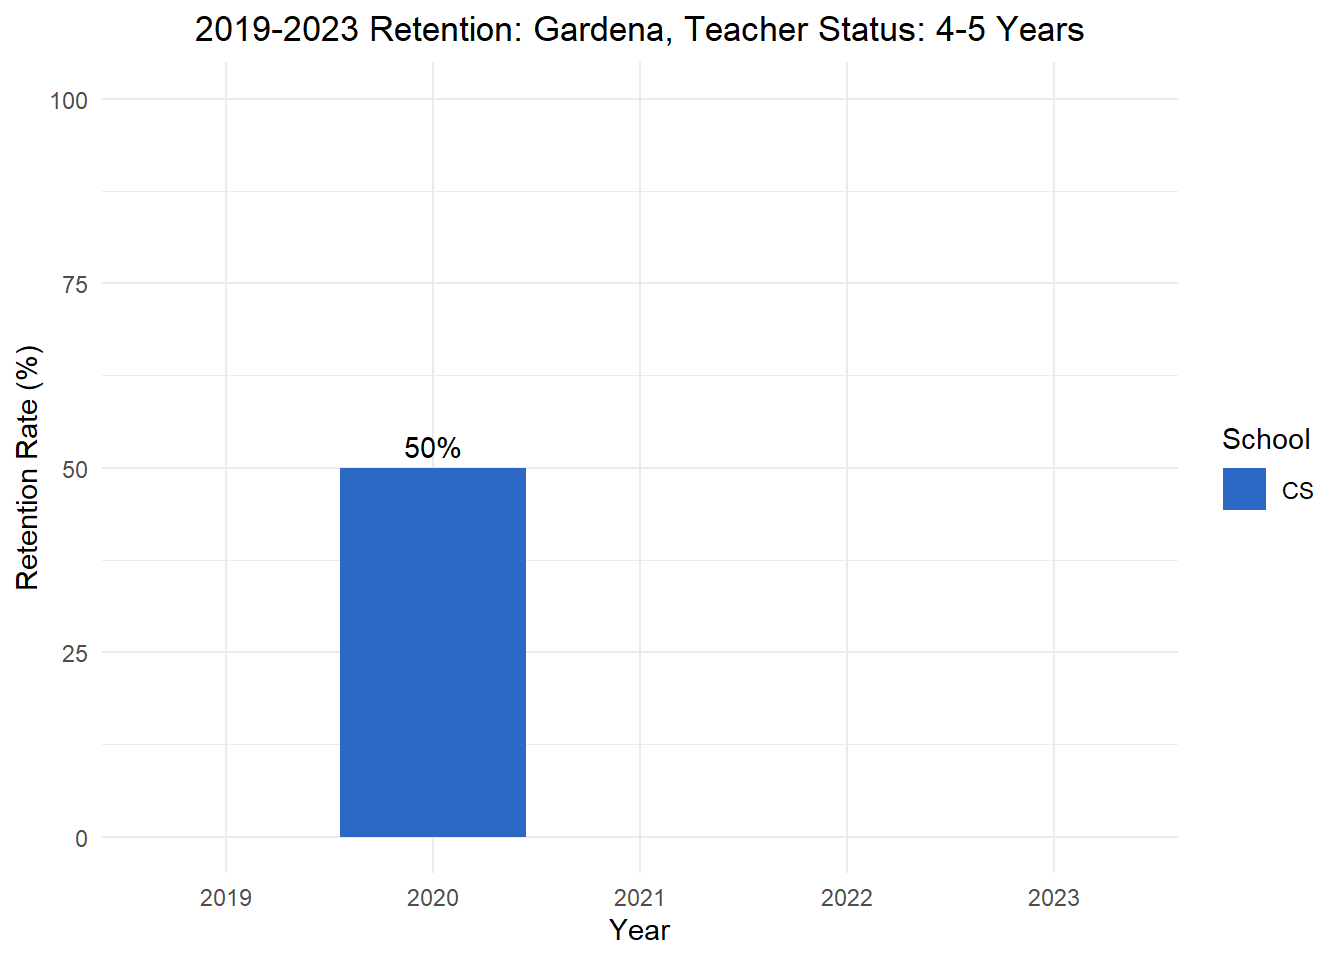 2019-2023 Retention: Gardena, Teacher Status: 4-5 Years
Retention Rate (%)
100
75
50
25
0
50%
2019 2020 2021 2022 2023
Year
School
CS